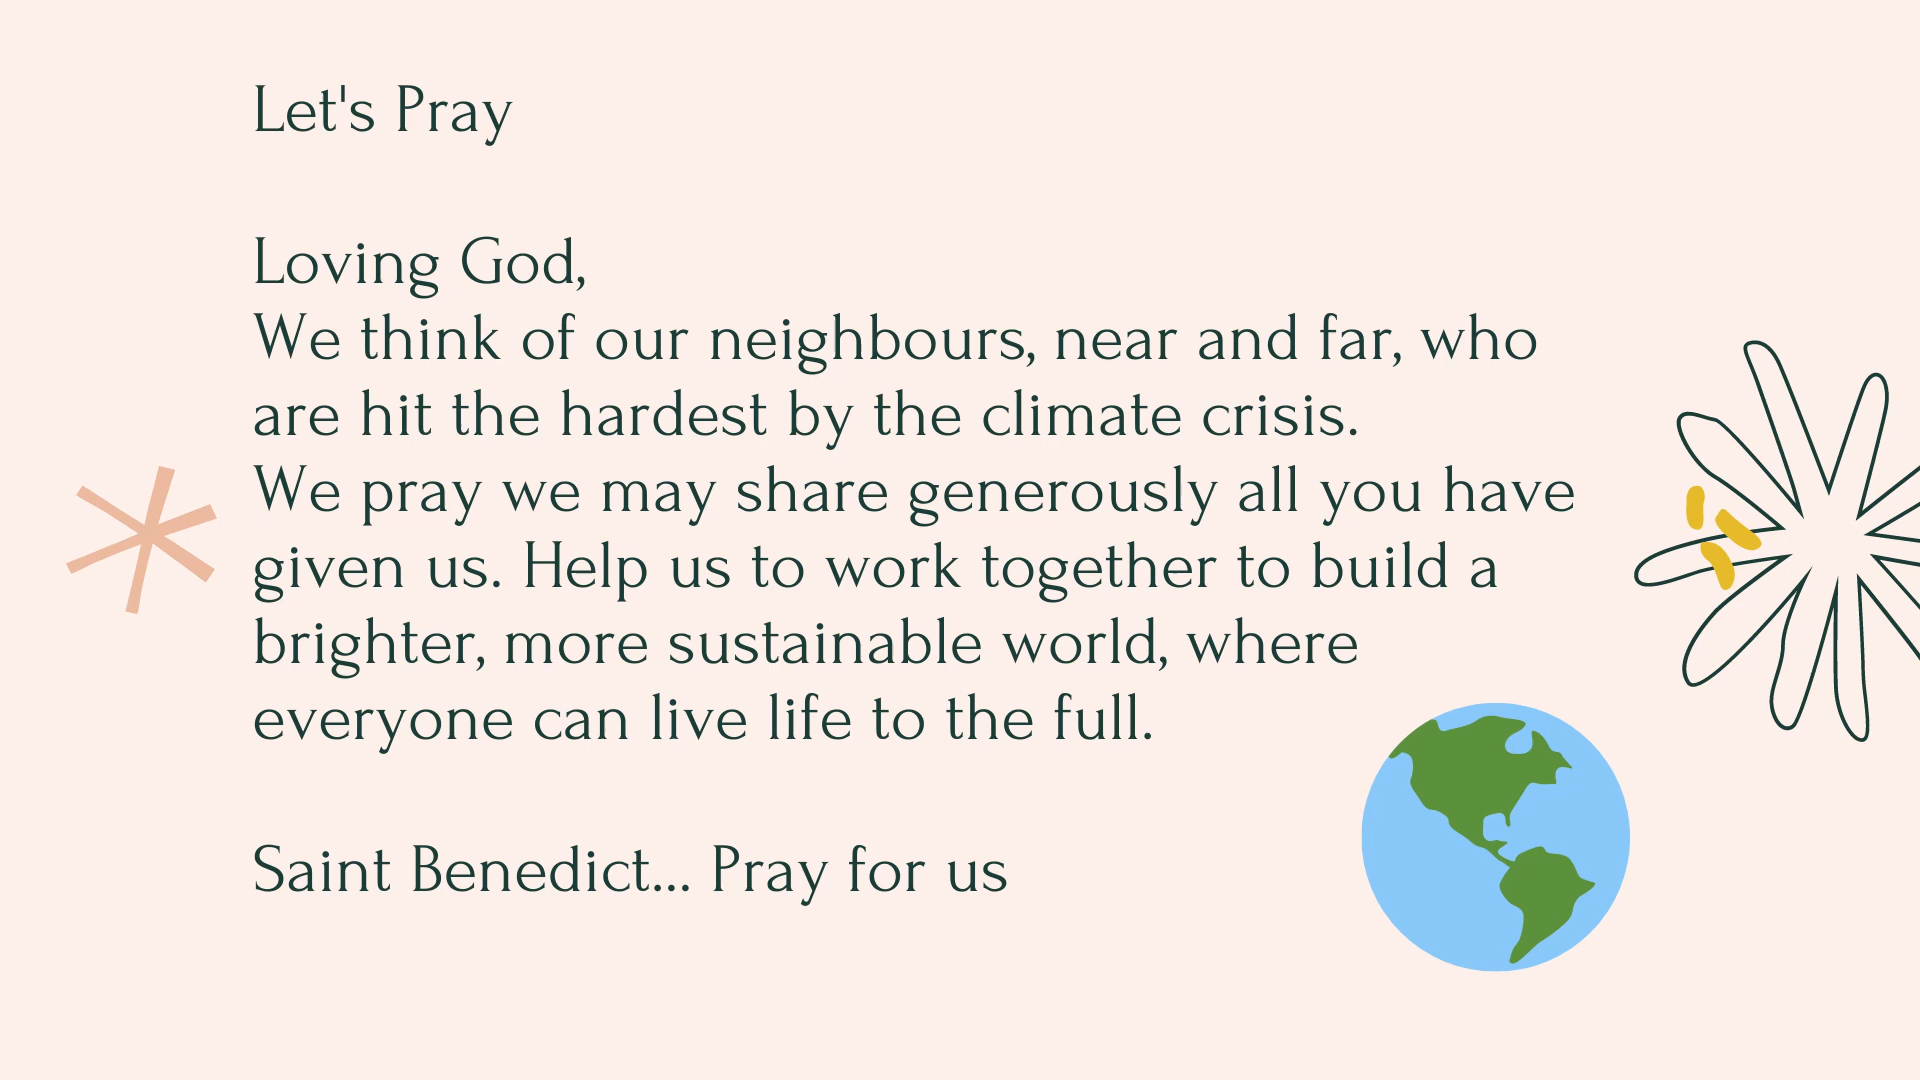 Let's Pray
Loving God,
We think of our neighbours, near and far, who
are hit the hardest by the climate crisis.
We pray we may share generously all you have
given us. Help us to work together to build a
brighter, more sustainable world, where
everyone can live life to the full.
Saint Benedict... Pray for us